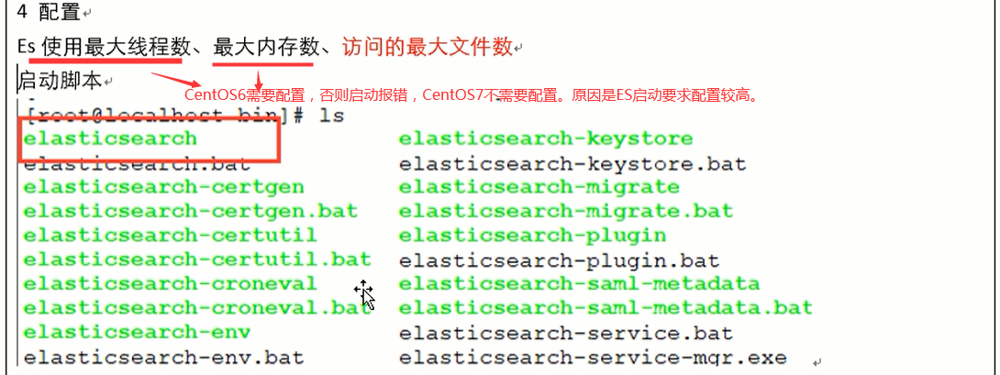 4 配置
Es 使用最大线程数、最大内存数、访问的最大文件数
启动脚本
CentOS6需要配置，否则启动报错，CentOS7不需要配置。原因是ES启动要求配置较高。
[root@localhost bin]# ls
elasticsearch elasticsearch-keystore
elasticsearch.bat elasticsearch-keystore.bat
elasticsearch-certgen elasticsearch-migrate
elasticsearch-certgen.bat elasticsearch-migrate.bat
elasticsearch-certutil elasticsearch-plugin
elasticsearch-certutil.bat elasticsearch-plugin.bat
elasticsearch-croneval elasticsearch-saml-metadata
elasticsearch-croneval.bat elasticsearch-saml-metadata.bat
elasticsearch-env elasticsearch-service.bat
elasticsearch-env.bat elasticsearch-service-mgr.exe